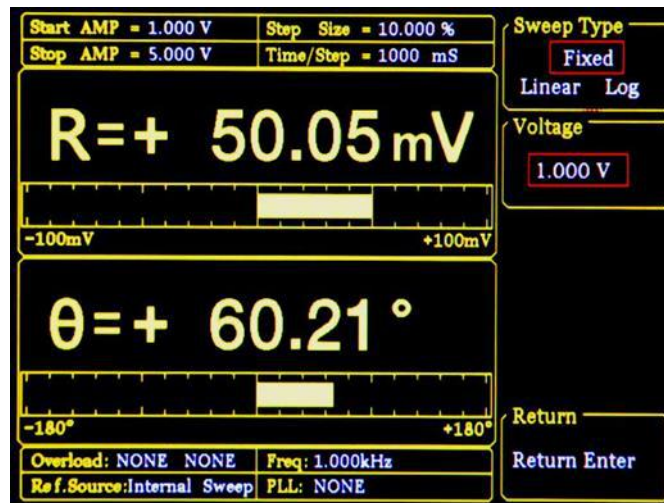 Start AMP = 1.000 V
Step Size = 10.000 %
Stop AMP = 5.000 V
Time/Step = 1000 mS
R=+ 50.05 mV
-100mV
+100mV
θ=+ 60.21 °
-180°
+180°
Overload: NONE NONE
Freq: 1.000kHz
Ref.Source:Internal Sweep
PLL: NONE
Sweep Type
Fixed
Linear Log
Voltage
1.000 V
Return
Return Enter